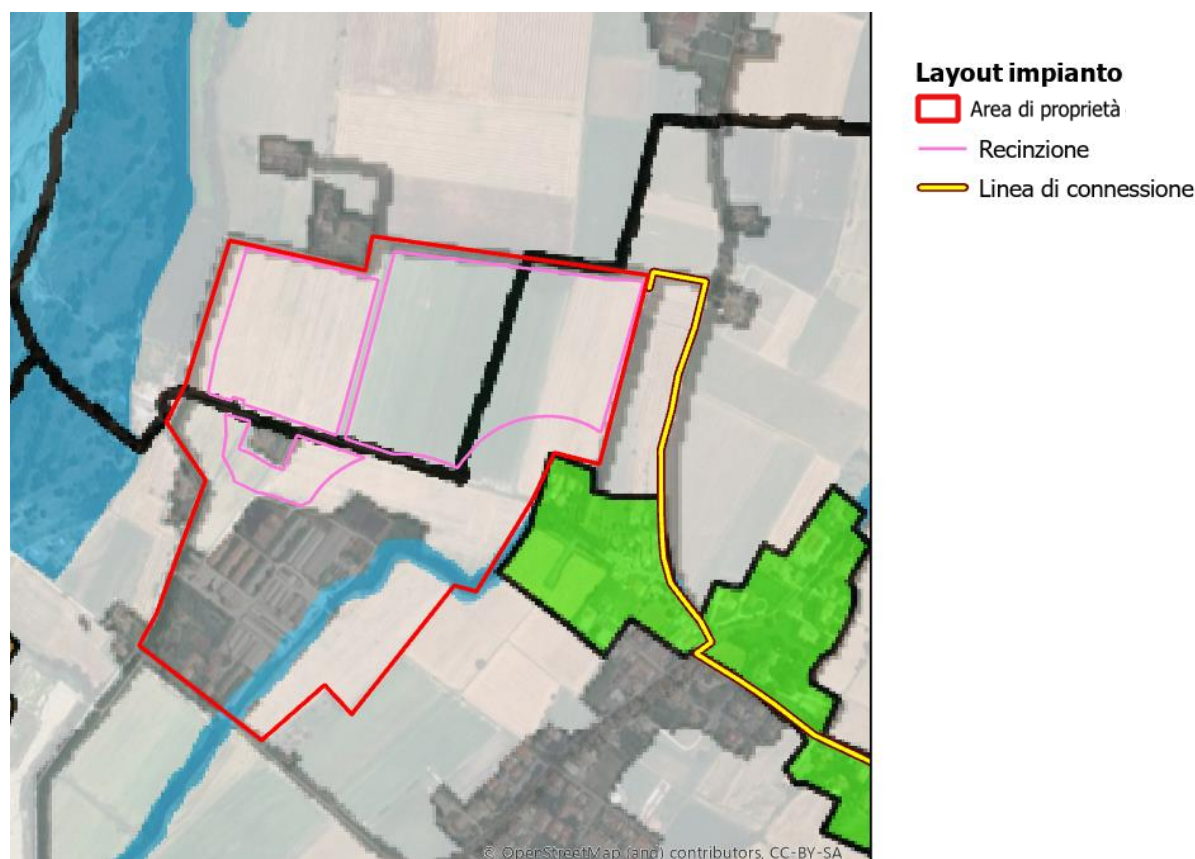 Layout impianto
Area di proprietà
Recinzione
Linea di connessione
© OpenStreetMap (and) contributors, CC-BY-SA